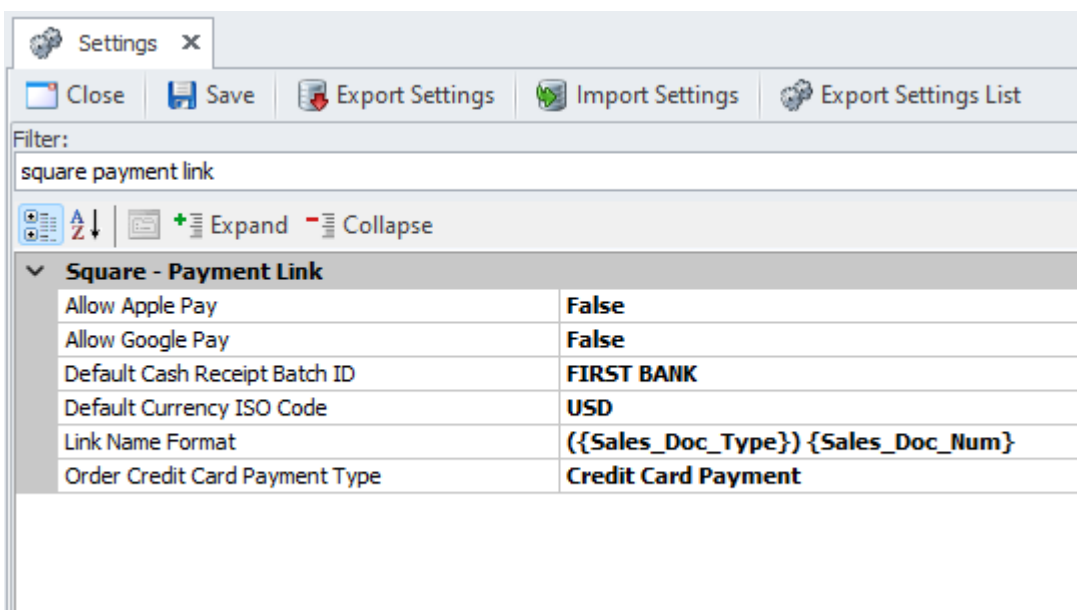 Settings
Close Save Export Settings Import Settings Export Settings List
Filter:
square payment link
Expand Collapse
Square - Payment Link
Allow Apple Pay False
Allow Google Pay False
Default Cash Receipt Batch ID FIRST BANK
Default Currency ISO Code USD
Link Name Format ({Sales_Doc_Type}) {Sales_Doc_Num}
Order Credit Card Payment Type Credit Card Payment